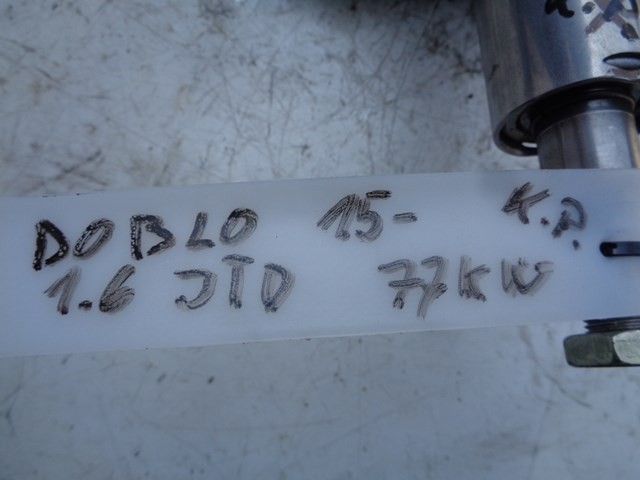 DOBLO 15- K.P.
1.6 JTD 77KW